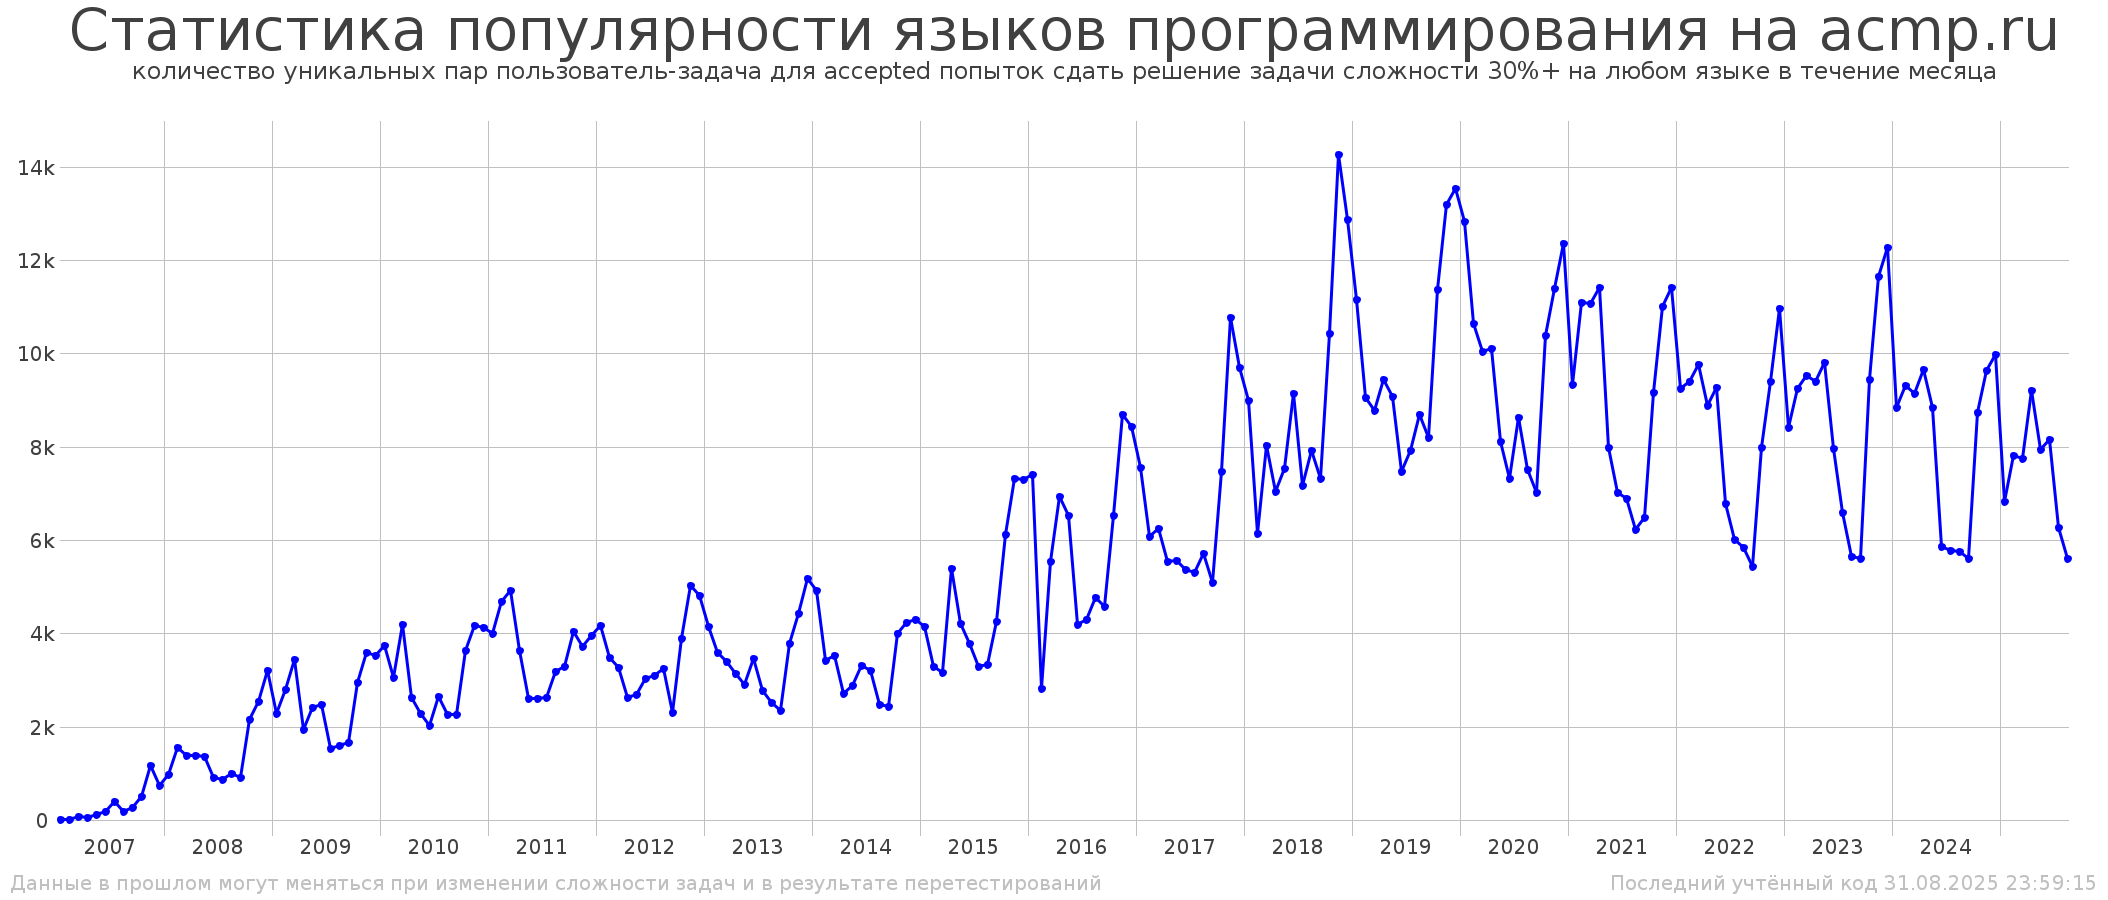 Статистика популярности языков программирования на acmp.ru
количество уникальных пар пользователь-задача для accepted попыток сдать решение задачи сложности 30%+ на любом языке в течение месяца
14k
12k
10k
8k
6k
4k
2k
0
2007 2008 2009 2010 2011 2012 2013 2014 2015 2016 2017 2018 2019 2020 2021 2022 2023 2024
Данные в прошлом могут меняться при изменении сложности задач и в результате перетестирований
Последний учтённый код 31.08.2025 23:59:15